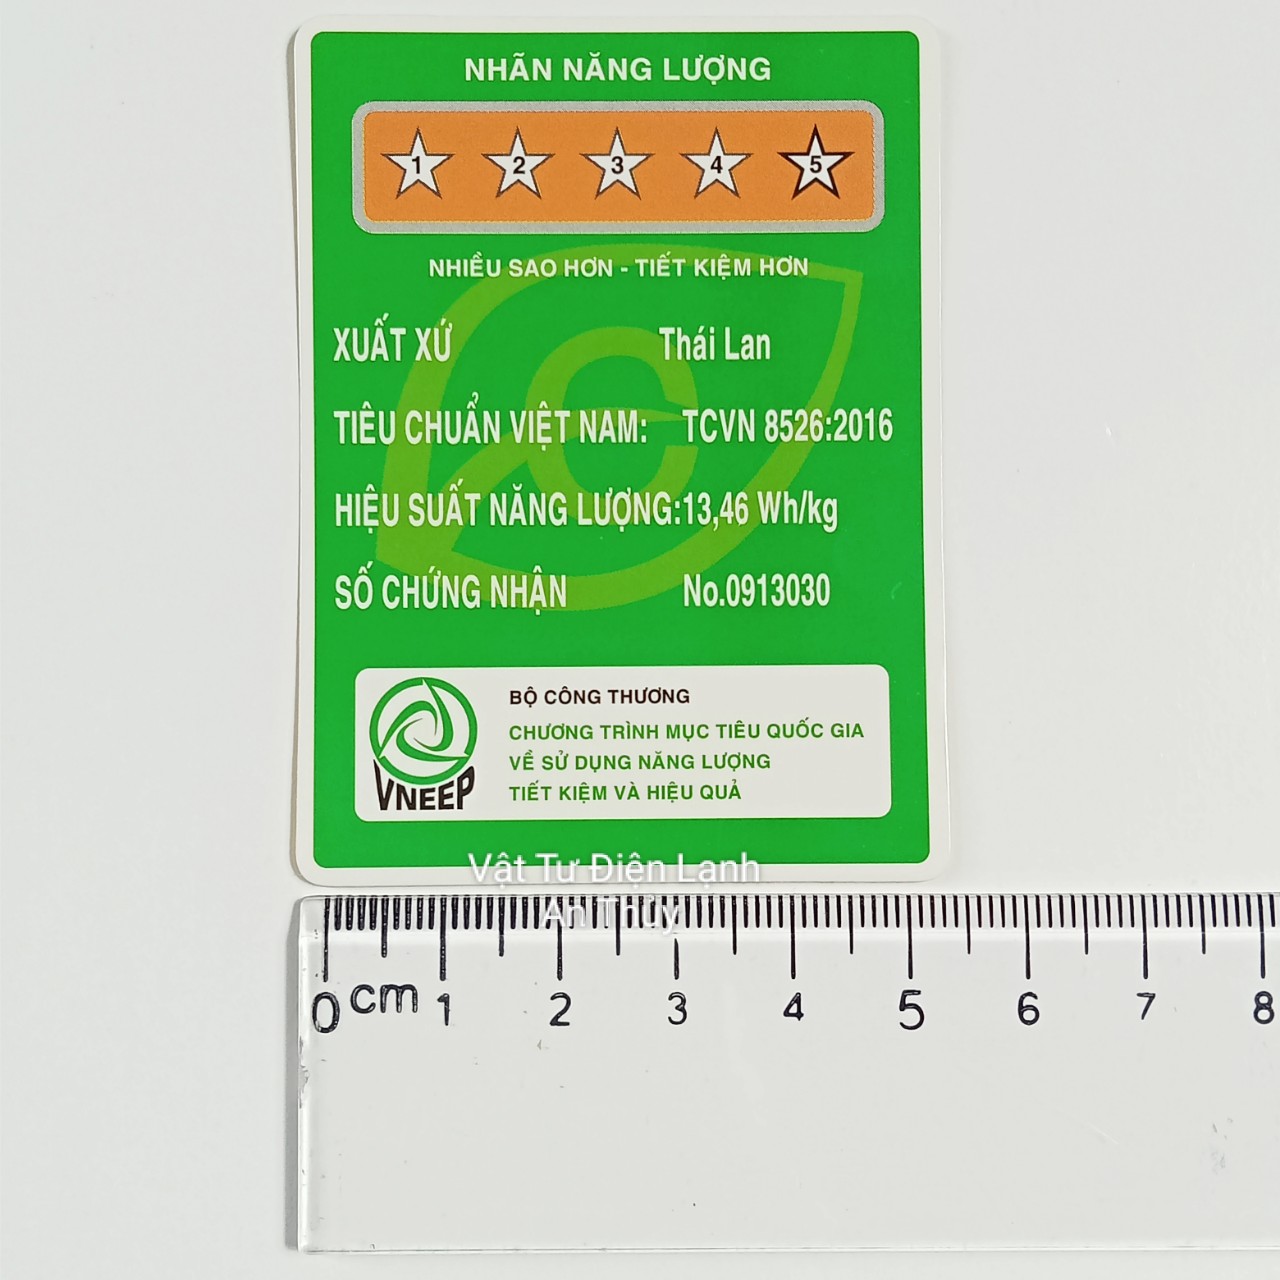 NHÃN NĂNG LƯỢNG
1 2 3 4 5
NHIỀU SAO HƠN - TIẾT KIỆM HƠN
XUẤT XỨ Thái Lan
TIÊU CHUẨN VIỆT NAM: TCVN 8526:2016
HIỆU SUẤT NĂNG LƯỢNG:13,46 Wh/kg
SỐ CHỨNG NHẬN No.0913030
BỘ CÔNG THƯƠNG
CHƯƠNG TRÌNH MỤC TIÊU QUỐC GIA
VỀ SỬ DỤNG NĂNG LƯỢNG
TIẾT KIỆM VÀ HIỆU QUẢ
VNEEP
Vật Tư Điện Lạnh
An Thủy
0 cm 1 2 3 4 5 6 7 8